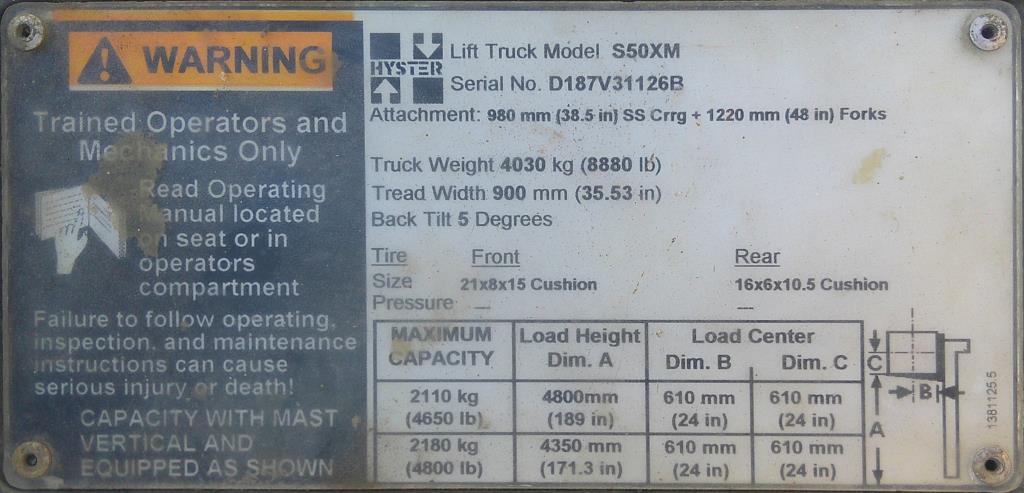 WARNING
Trained Operators and
Mechanics Only
Read Operating
Manual located
on seat or in
operators
compartment
Failure to follow operating,
inspection, and maintenance
instructions can cause
serious injury or death!
CAPACITY WITH MAST
VERTICAL AND
EQUIPPED AS SHOWN
HYSTER
Lift Truck Model S50XM
Serial No. D187V31126B
Attachment: 980 mm (38.5 in) SS Crrg + 1220 mm (48 in) Forks
Truck Weight 4030 kg (8880 lb)
Tread Width 900 mm (35.53 in)
Back Tilt 5 Degrees
Tire Front Rear
Size 21x8x15 Cushion 16x6x10.5 Cushion
Pressure — —
MAXIMUM CAPACITY Load Height Dim. A Load Center Dim. B Dim. C
2110 kg 4800mm 610 mm 610 mm
(4650 lb) (189 in) (24 in) (24 in)
2180 kg 4350 mm 610 mm 610 mm
(4800 lb) (171.3 in) (24 in) (24 in)
C
B
A
1381125.5